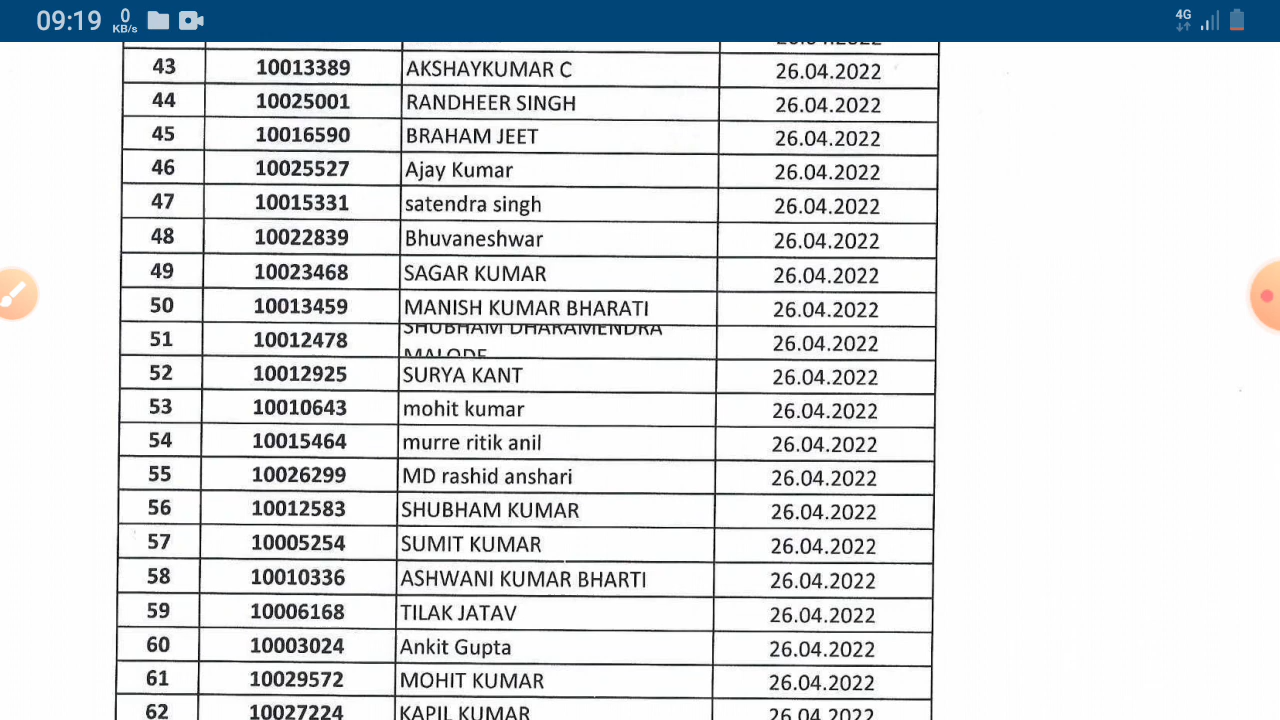 09:19 0 KB/s 4G
26.04.2022
43 10013389 AKSHAYKUMAR C 26.04.2022
44 10025001 RANDHEER SINGH 26.04.2022
45 10016590 BRAHAM JEET 26.04.2022
46 10025527 Ajay Kumar 26.04.2022
47 10015331 satendra singh 26.04.2022
48 10022839 Bhuvaneshwar 26.04.2022
49 10023468 SAGAR KUMAR 26.04.2022
50 10013459 MANISH KUMAR BHARATI 26.04.2022
51 10012478 SHUBHAM DHARAMENDRA MALODE 26.04.2022
52 10012925 SURYA KANT 26.04.2022
53 10010643 mohit kumar 26.04.2022
54 10015464 murre ritik anil 26.04.2022
55 10026299 MD rashid anshari 26.04.2022
56 10012583 SHUBHAM KUMAR 26.04.2022
57 10005254 SUMIT KUMAR 26.04.2022
58 10010336 ASHWANI KUMAR BHARTI 26.04.2022
59 10006168 TILAK JATAV 26.04.2022
60 10003024 Ankit Gupta 26.04.2022
61 10029572 MOHIT KUMAR 26.04.2022
62 10027224 KAPIL KUMAR 26.04.2022